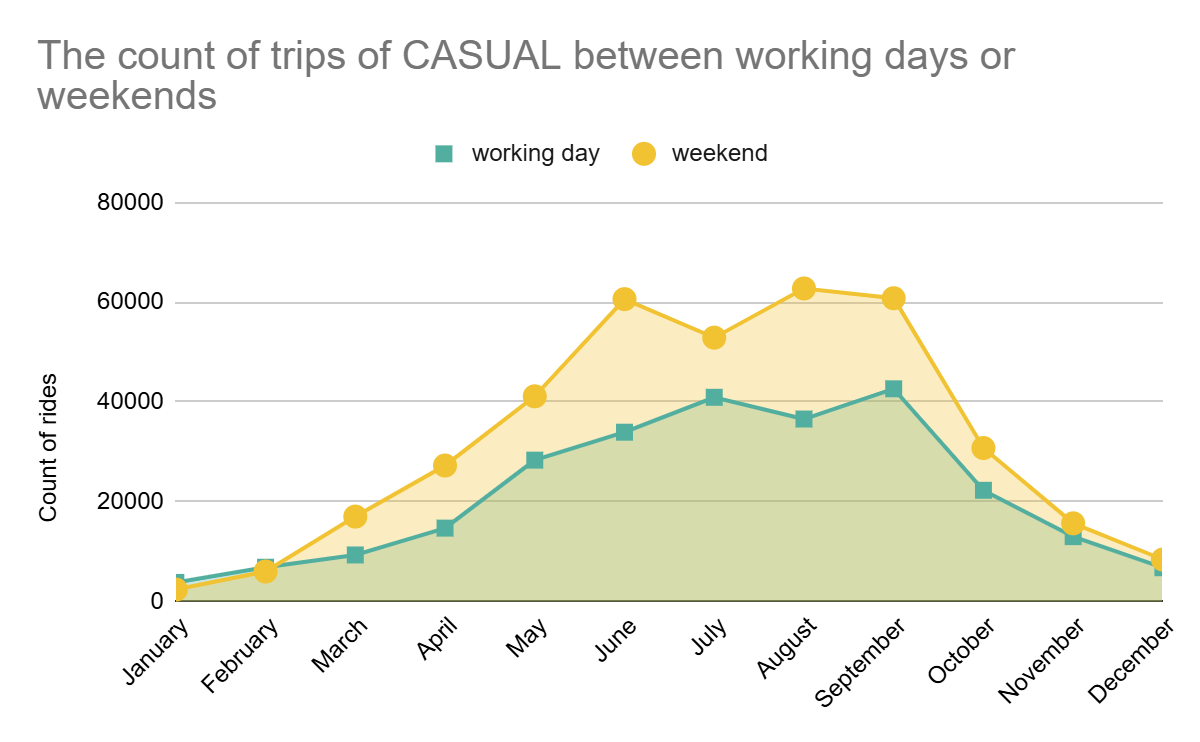 The count of trips of CASUAL between working days or
weekends
working day
weekend
80000
60000
40000
20000
0
Count of rides
January
February
March
April
May
June
July
August
September
October
November
December